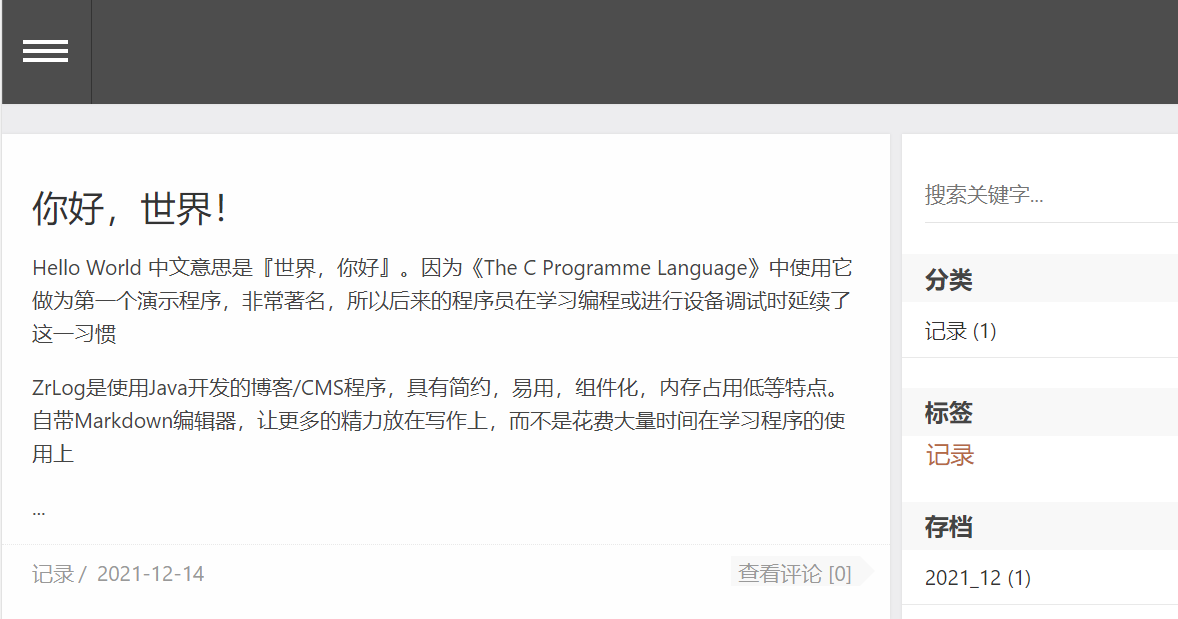 你好，世界！
Hello World 中文意思是『世界，你好』。因为《The C Programme Language》中使用它
做为第一个演示程序，非常著名，所以后来的程序员在学习编程或进行设备调试时延续了
这一习惯
ZrLog是使用Java开发的博客/CMS程序，具有简约，易用，组件化，内存占用低等特点。
自带Markdown编辑器，让更多的精力放在写作上，而不是花费大量时间在学习程序的使
用上
...
记录 / 2021-12-14
查看评论 [0]
搜索关键字...
分类
记录 (1)
标签
记录
存档
2021_12 (1)